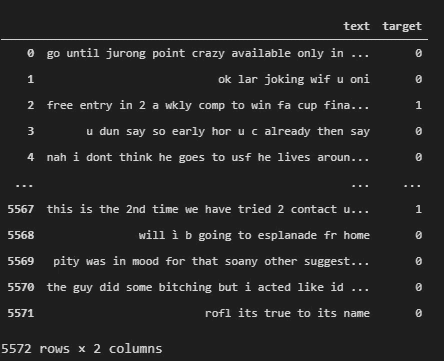 text target
0 go until jurong point crazy available only in ... 0
1 ok lar joking wif u oni 0
2 free entry in 2 a wkly comp to win fa cup fina... 1
3 u dun say so early hor u c already then say 0
4 nah i dont think he goes to usf he lives aroun... 0
... ... ...
5567 this is the 2nd time we have tried 2 contact u... 1
5568 will ì b going to esplanade fr home 0
5569 pity was in mood for that soany other suggest... 0
5570 the guy did some bitching but i acted like id ... 0
5571 rofl its true to its name 0
5572 rows × 2 columns